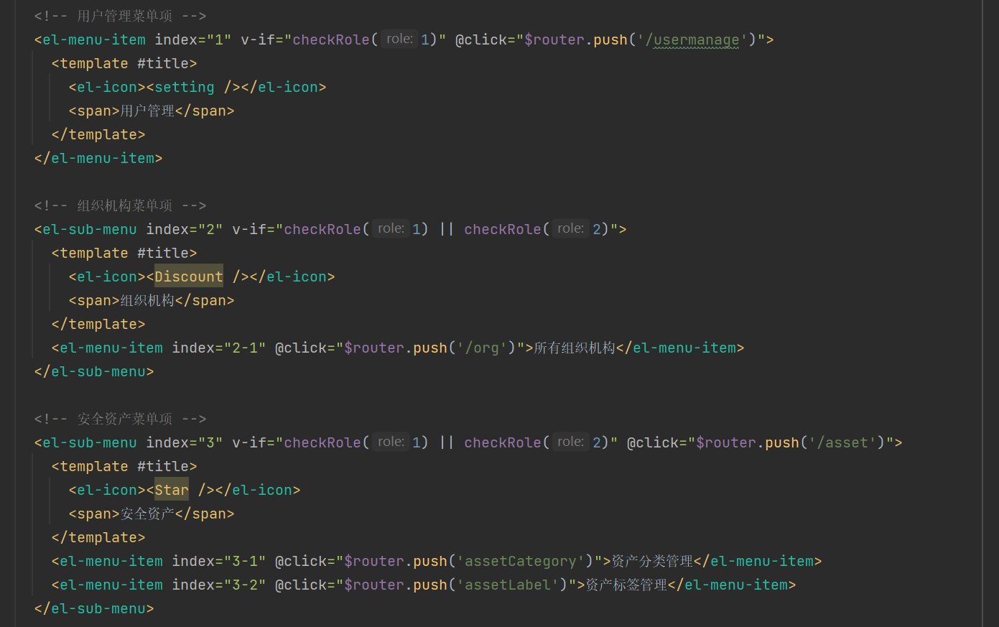 <!-- 用户管理菜单项 -->
<el-menu-item index="1" v-if="checkRole( role: 1)" @click="$router.push('/usermanage')">
<template #title>
<el-icon><setting /></el-icon>
<span>用户管理</span>
</template>
</el-menu-item>
<!-- 组织机构菜单项 -->
<el-sub-menu index="2" v-if="checkRole( role: 1) || checkRole( role: 2)">
<template #title>
<el-icon><Discount /></el-icon>
<span>组织机构</span>
</template>
<el-menu-item index="2-1" @click="$router.push('/org')">所有组织机构</el-menu-item>
</el-sub-menu>
<!-- 安全资产菜单项 -->
<el-sub-menu index="3" v-if="checkRole( role: 1) || checkRole( role: 2)" @click="$router.push('/asset')">
<template #title>
<el-icon><Star /></el-icon>
<span>安全资产</span>
</template>
<el-menu-item index="3-1" @click="$router.push('assetCategory')">资产分类管理</el-menu-item>
<el-menu-item index="3-2" @click="$router.push('assetLabel')">资产标签管理</el-menu-item>
</el-sub-menu>